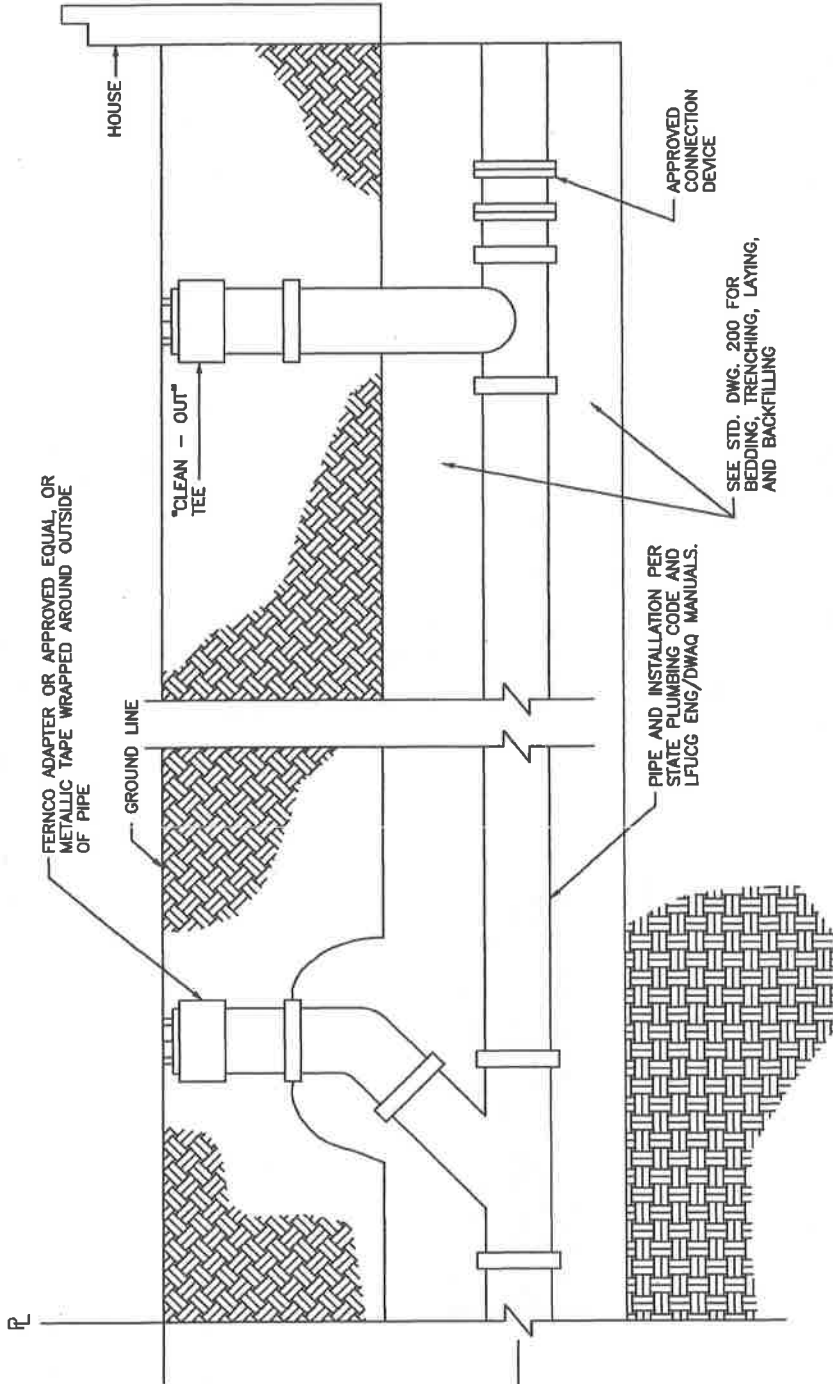 PL
FERNCO ADAPTER OR APPROVED EQUAL, OR
METALLIC TAPE WRAPPED AROUND OUTSIDE
OF PIPE
GROUND LINE
"CLEAN - OUT"
TEE
HOUSE
PIPE AND INSTALLATION PER
STATE PLUMBING CODE AND
LFUCG ENG/DWAQ MANUALS.
SEE STD. DWG. 200 FOR
BEDDING, TRENCHING, LAYING,
AND BACKFILLING
APPROVED
CONNECTION
DEVICE